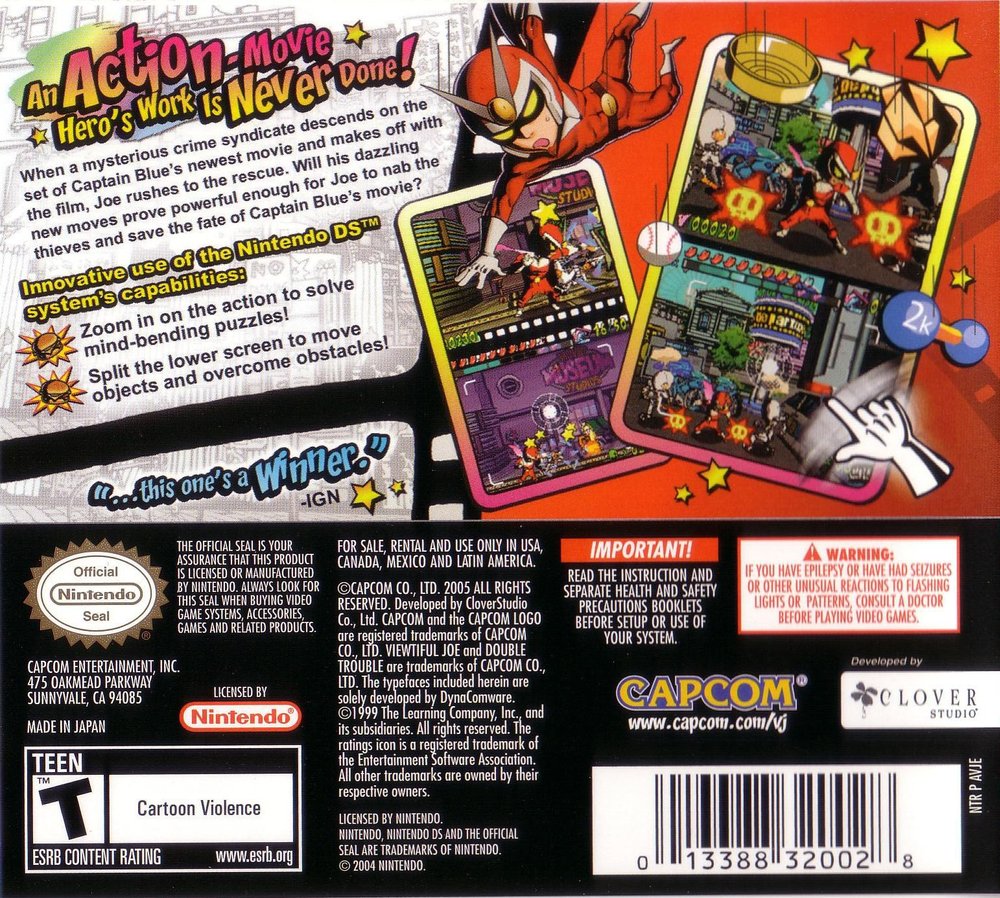 An Action-Movie
Hero's Work Is Never Done!
When a mysterious crime syndicate descends on the
set of Captain Blue's newest movie and makes off with
the film, Joe rushes to the rescue. Will his dazzling
new moves prove powerful enough for Joe to nab the
thieves and save the fate of Captain Blue's movie?
Innovative use of the Nintendo DS™
system's capabilities:
Zoom in on the action to solve
mind-bending puzzles!
Split the lower screen to move
objects and overcome obstacles!
"...this one's a Winner."
-IGN
00020
2K
Official
Nintendo
Seal
®
THE OFFICIAL SEAL IS YOUR
ASSURANCE THAT THIS PRODUCT
IS LICENSED OR MANUFACTURED
BY NINTENDO. ALWAYS LOOK FOR
THIS SEAL WHEN BUYING VIDEO
GAME SYSTEMS, ACCESSORIES,
GAMES AND RELATED PRODUCTS.
CAPCOM ENTERTAINMENT, INC.
475 OAKMEAD PARKWAY
SUNNYVALE, CA 94085
MADE IN JAPAN
LICENSED BY
Nintendo®
TEEN
™
T
Cartoon Violence
ESRB CONTENT RATING www.esrb.org
FOR SALE, RENTAL AND USE ONLY IN USA,
CANADA, MEXICO AND LATIN AMERICA.
©CAPCOM CO., LTD. 2005 ALL RIGHTS
RESERVED. Developed by CloverStudio
Co., Ltd. CAPCOM and the CAPCOM LOGO
are registered trademarks of CAPCOM
CO., LTD. VIEWTIFUL JOE and DOUBLE
TROUBLE are trademarks of CAPCOM CO.,
LTD. The typefaces included herein are
solely developed by DynaComware.
©1999 The Learning Company, Inc., and
its subsidiaries. All rights reserved. The
ratings icon is a registered trademark of
the Entertainment Software Association.
All other trademarks are owned by their
respective owners.
LICENSED BY NINTENDO.
NINTENDO, NINTENDO DS AND THE OFFICIAL
SEAL ARE TRADEMARKS OF NINTENDO.
© 2004 NINTENDO.
IMPORTANT!
READ THE INSTRUCTION AND
SEPARATE HEALTH AND SAFETY
PRECAUTIONS BOOKLETS
BEFORE SETUP OR USE OF
YOUR SYSTEM.
WARNING:
IF YOU HAVE EPILEPSY OR HAVE HAD SEIZURES
OR OTHER UNUSUAL REACTIONS TO FLASHING
LIGHTS OR PATTERNS, CONSULT A DOCTOR
BEFORE PLAYING VIDEO GAMES.
CAPCOM®
www.capcom.com/vj
Developed by
CLOVER
STUDIO
NTR P AVJE
0 13388 32002 8